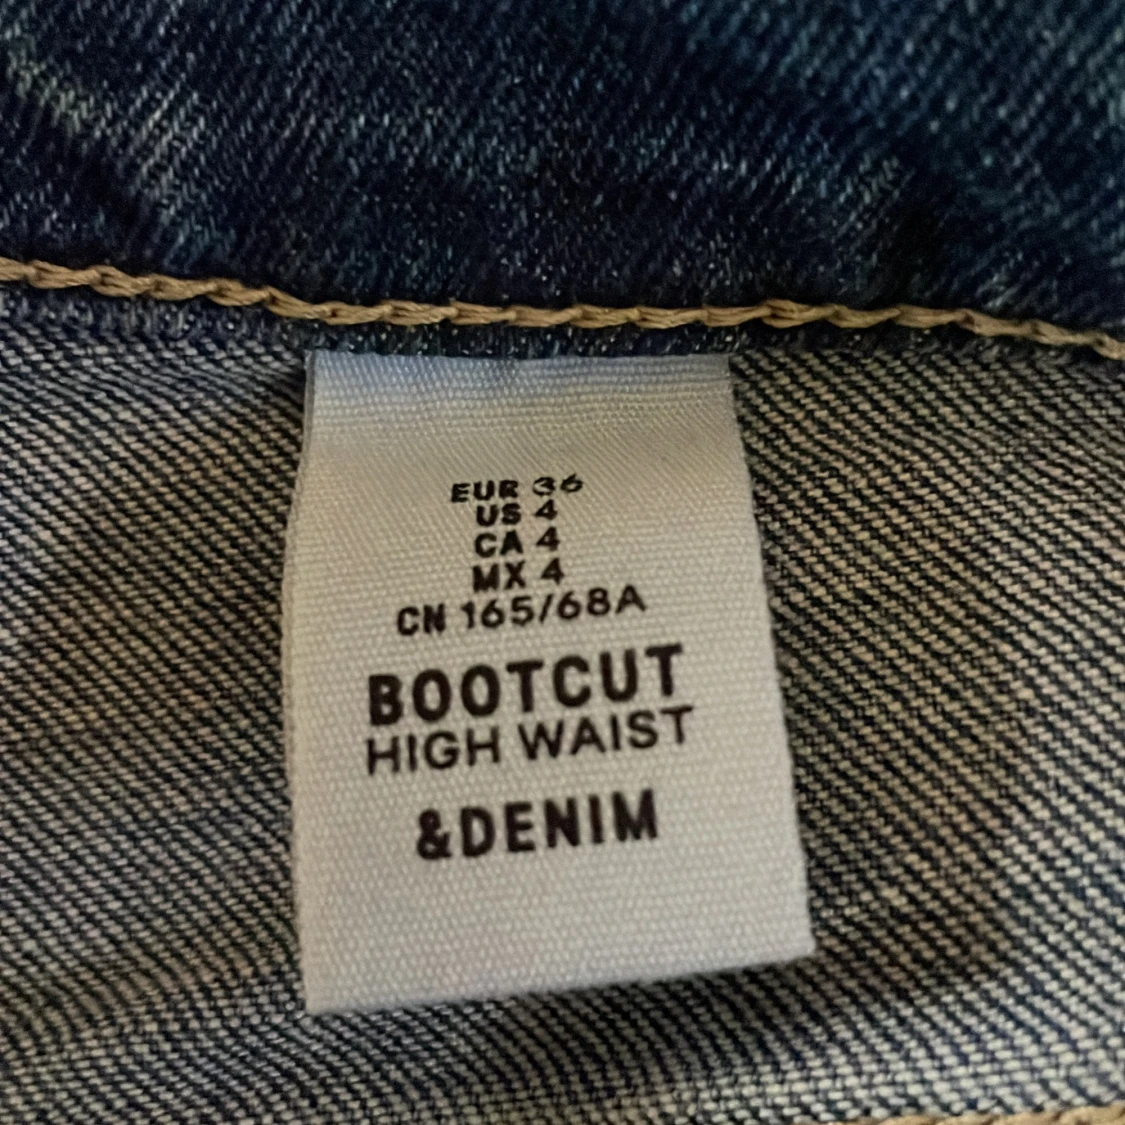 EUR 36
US 4
CA 4
MX 4
CN 165/68A
BOOTCUT
HIGH WAIST
&DENIM